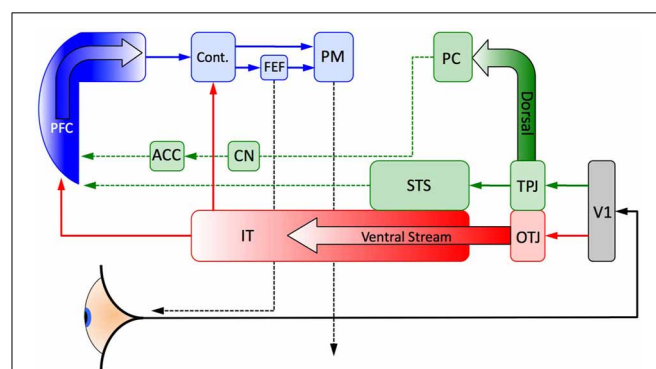 PFC
Cont.
FEF
PM
PC
Dorsal
ACC
CN
STS
TPJ
V1
IT
Ventral Stream
OTJ